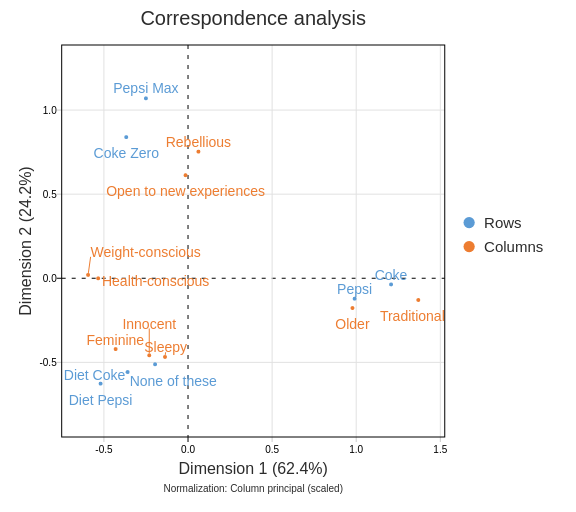 Correspondence analysis
Pepsi Max
1.0
Rebellious
Coke Zero
Open to new experiences
0.5
Rows
Columns
Weight-conscious
Coke
0.0
Health-conscious
Pepsi
Traditional
Innocent
Older
Feminine
Sleepy
-0.5
Diet Coke
None of these
Diet Pepsi
Dimension 2 (24.2%)
-0.5
0.0
0.5
1.0
1.5
Dimension 1 (62.4%)
Normalization: Column principal (scaled)